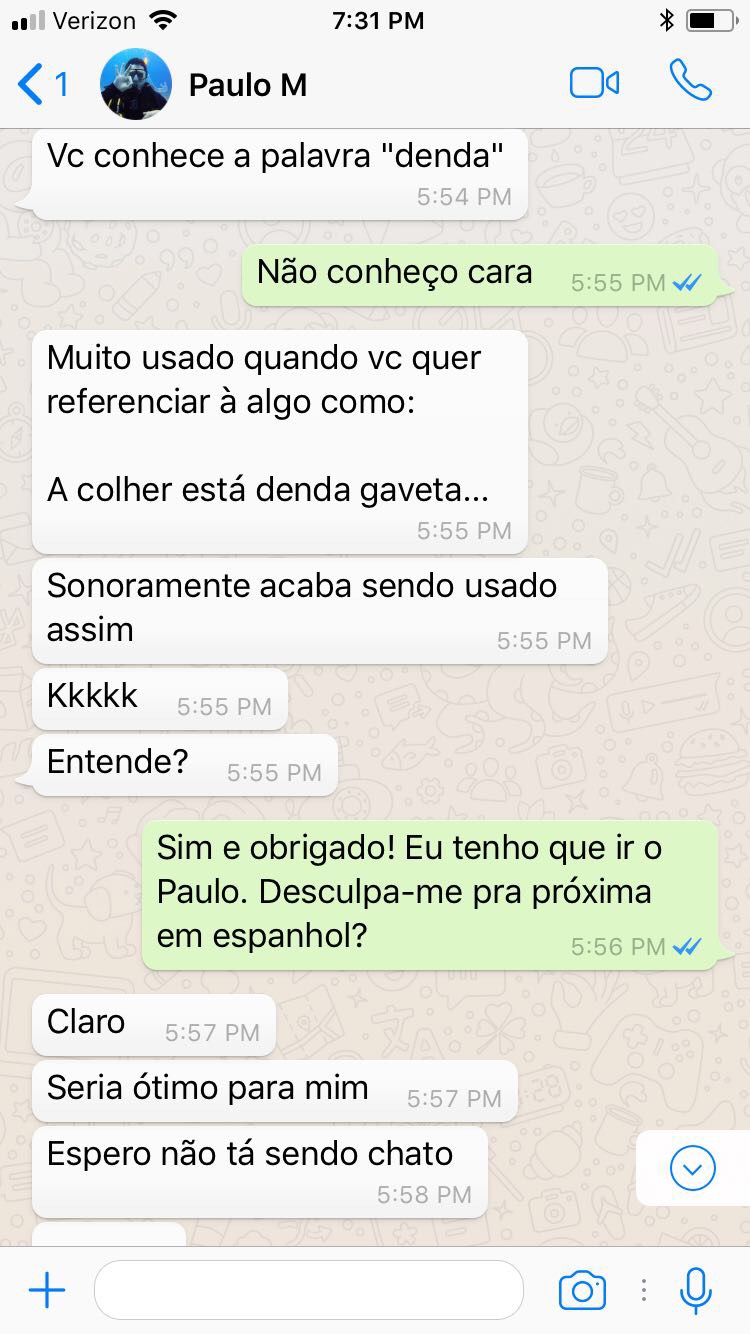 Verizon 7:31 PM
1 Paulo M
Vc conhece a palavra "denda"
5:54 PM
Não conheço cara 5:55 PM
Muito usado quando vc quer
referenciar à algo como:
A colher está denda gaveta...
5:55 PM
Sonoramente acaba sendo usado
assim 5:55 PM
Kkkkk 5:55 PM
Entende? 5:55 PM
Sim e obrigado! Eu tenho que ir o
Paulo. Desculpa-me pra próxima
em espanhol? 5:56 PM
Claro 5:57 PM
Seria ótimo para mim 5:57 PM
Espero não tá sendo chato
5:58 PM